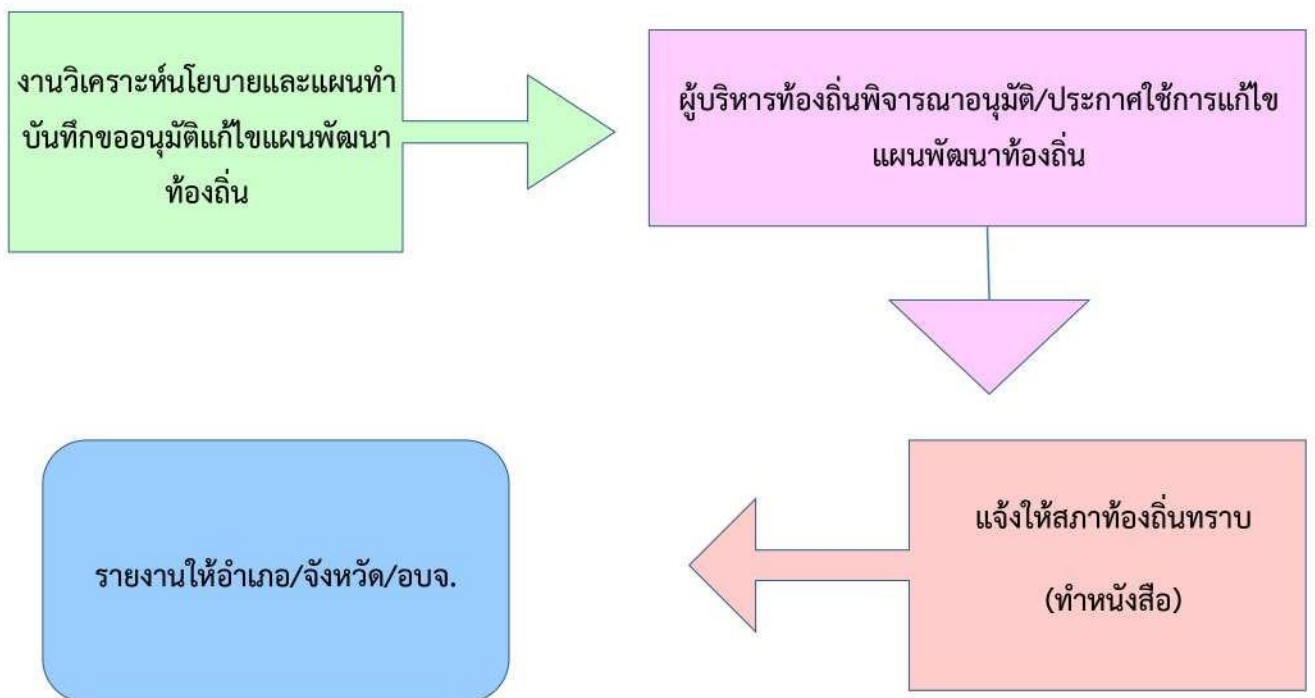 งานวิเคราะห์นโยบายและแผนทำ
บันทึกขออนุมัติแก้ไขแผนพัฒนา
ท้องถิ่น
ผู้บริหารท้องถิ่นพิจารณาอนุมัติ/ประกาศใช้การแก้ไข
แผนพัฒนาท้องถิ่น
แจ้งให้สภาท้องถิ่นทราบ
(ทำหนังสือ)
รายงานให้อำเภอ/จังหวัด/อบจ.